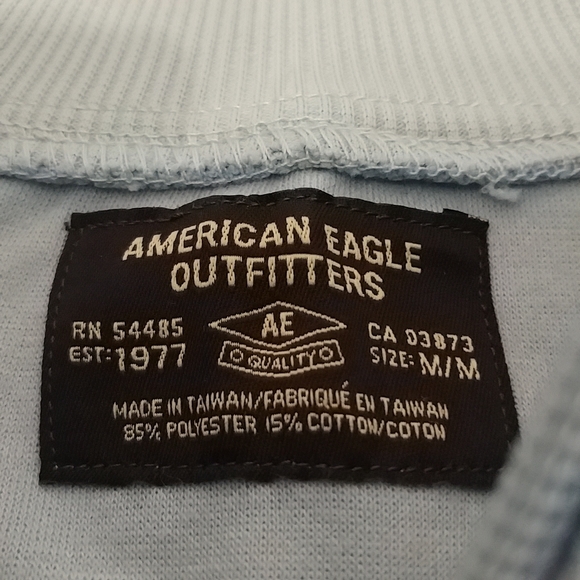 AMERICAN EAGLE
OUTFITTERS
RN 54485
EST: 1977
AE
QUALITY
CA 03873
SIZE: M/M
MADE IN TAIWAN/FABRIQUÉ EN TAIWAN
85% POLYESTER 15% COTTON/COTON